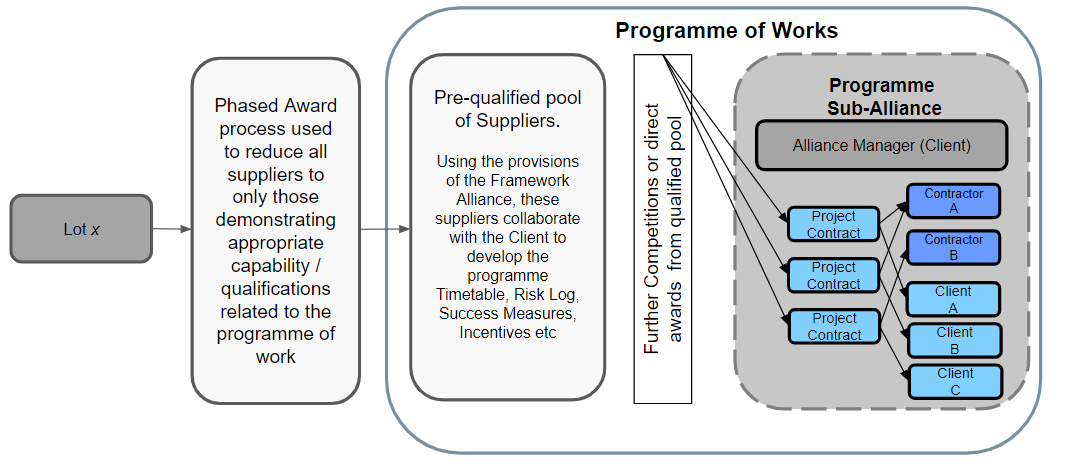 Programme of Works
Lot x
Phased Award
process used
to reduce all
suppliers to
only those
demonstrating
appropriate
capability /
qualifications
related to the
programme of
work
Pre-qualified pool
of Suppliers.
Using the provisions
of the Framework
Alliance, these
suppliers collaborate
with the Client to
develop the
programme
Timetable, Risk Log,
Success Measures,
Incentives etc
Further Competitions or direct
awards from qualified pool
Programme
Sub-Alliance
Alliance Manager (Client)
Project
Contract
Project
Contract
Project
Contract
Contractor
A
Contractor
B
Client
A
Client
B
Client
C